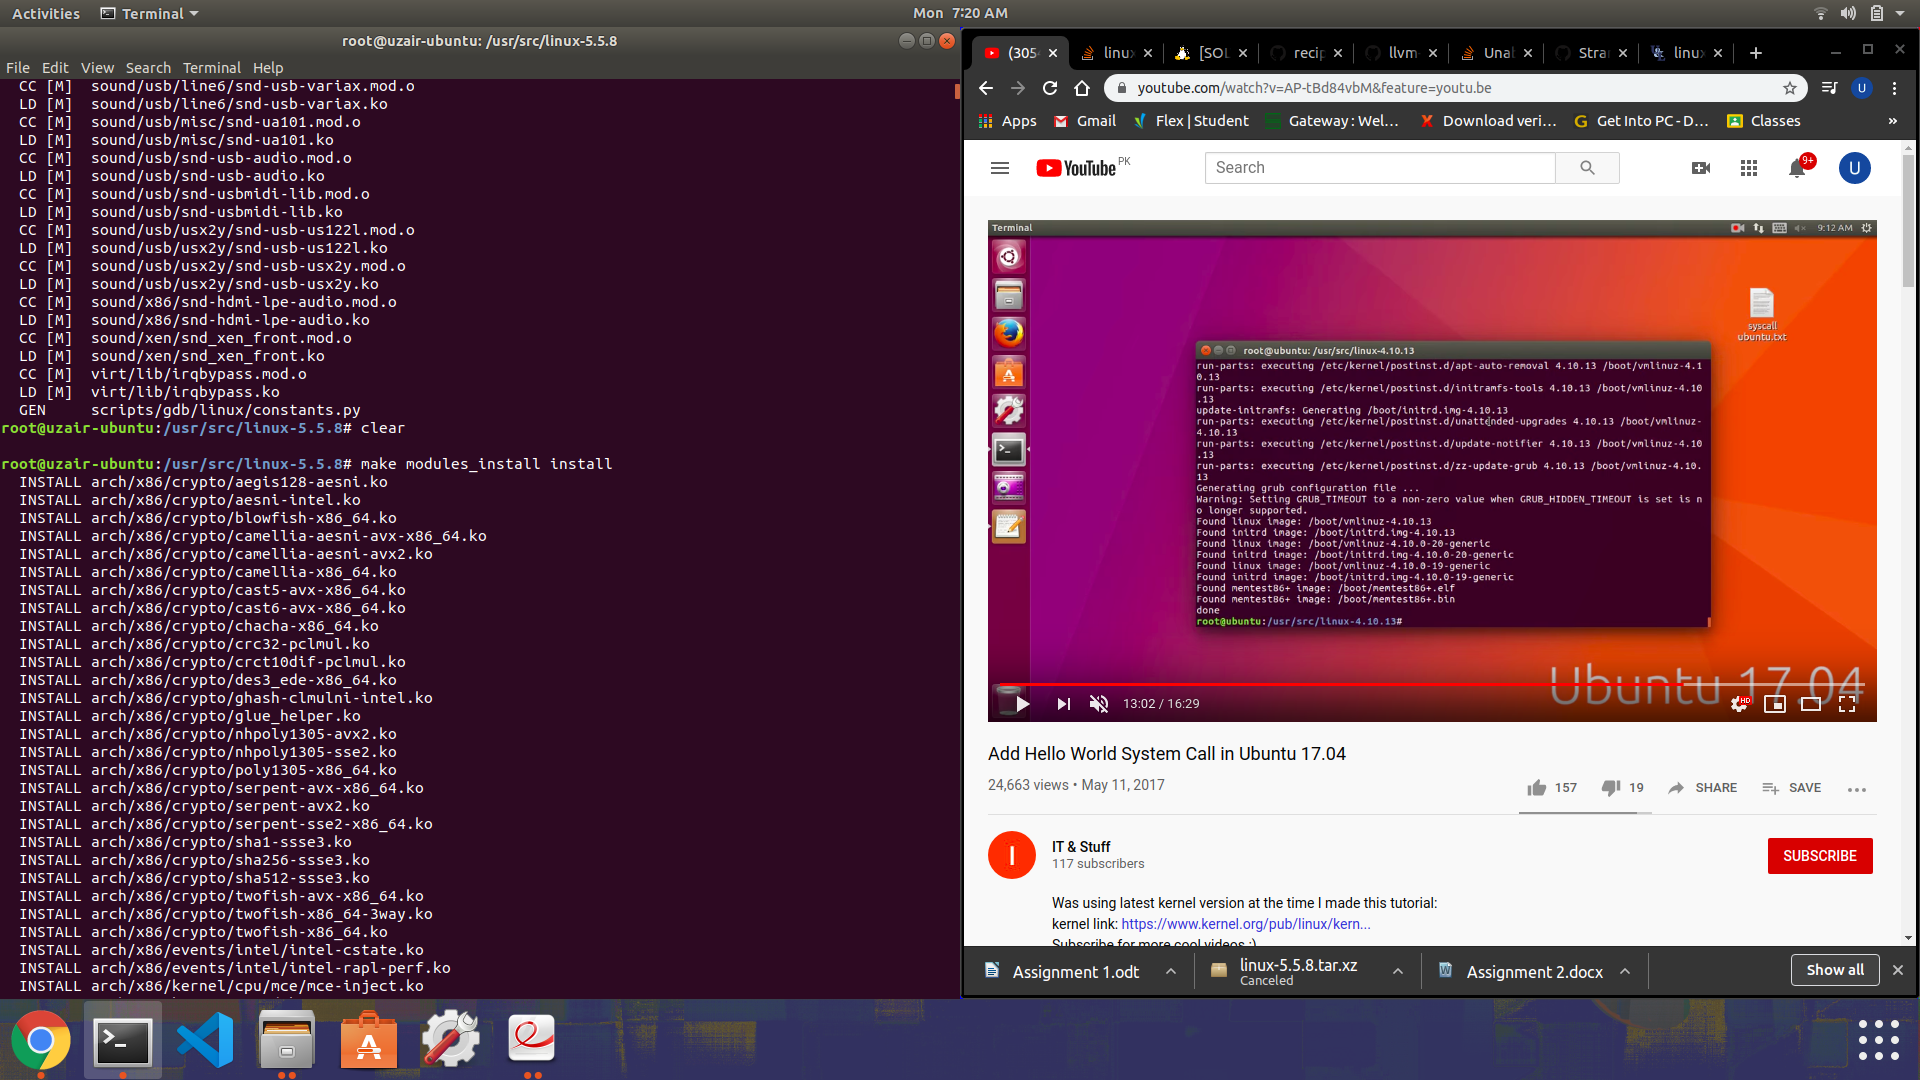 Activities
Terminal
Mon 7:20 AM
root@uzair-ubuntu: /usr/src/linux-5.5.8
File Edit View Search Terminal Help
CC [M] sound/usb/line6/snd-usb-variax.mod.o
LD [M] sound/usb/line6/snd-usb-variax.ko
CC [M] sound/usb/misc/snd-ua101.mod.o
LD [M] sound/usb/misc/snd-ua101.ko
CC [M] sound/usb/snd-usb-audio.mod.o
LD [M] sound/usb/snd-usb-audio.ko
CC [M] sound/usb/snd-usbmidi-lib.mod.o
LD [M] sound/usb/snd-usbmidi-lib.ko
CC [M] sound/usb/usx2y/snd-usb-us122l.mod.o
LD [M] sound/usb/usx2y/snd-usb-us122l.ko
CC [M] sound/usb/usx2y/snd-usb-usx2y.mod.o
LD [M] sound/usb/usx2y/snd-usb-usx2y.ko
CC [M] sound/x86/snd-hdmi-lpe-audio.mod.o
LD [M] sound/x86/snd-hdmi-lpe-audio.ko
CC [M] sound/xen/snd_xen_front.mod.o
LD [M] sound/xen/snd_xen_front.ko
CC [M] virt/lib/irqbypass.mod.o
LD [M] virt/lib/irqbypass.ko
GEN scripts/gdb/linux/constants.py
root@uzair-ubuntu:/usr/src/linux-5.5.8# clear
root@uzair-ubuntu:/usr/src/linux-5.5.8# make modules_install install
INSTALL arch/x86/crypto/aegis128-aesni.ko
INSTALL arch/x86/crypto/aesni-intel.ko
INSTALL arch/x86/crypto/blowfish-x86_64.ko
INSTALL arch/x86/crypto/camellia-aesni-avx-x86_64.ko
INSTALL arch/x86/crypto/camellia-aesni-avx2.ko
INSTALL arch/x86/crypto/camellia-x86_64.ko
INSTALL arch/x86/crypto/cast5-avx-x86_64.ko
INSTALL arch/x86/crypto/cast6-avx-x86_64.ko
INSTALL arch/x86/crypto/chacha-x86_64.ko
INSTALL arch/x86/crypto/crc32-pclmul.ko
INSTALL arch/x86/crypto/crct10dif-pclmul.ko
INSTALL arch/x86/crypto/des3_ede-x86_64.ko
INSTALL arch/x86/crypto/ghash-clmulni-intel.ko
INSTALL arch/x86/crypto/glue_helper.ko
INSTALL arch/x86/crypto/nhpoly1305-avx2.ko
INSTALL arch/x86/crypto/nhpoly1305-sse2.ko
INSTALL arch/x86/crypto/poly1305-x86_64.ko
INSTALL arch/x86/crypto/serpent-avx-x86_64.ko
INSTALL arch/x86/crypto/serpent-avx2.ko
INSTALL arch/x86/crypto/serpent-sse2-x86_64.ko
INSTALL arch/x86/crypto/sha1-ssse3.ko
INSTALL arch/x86/crypto/sha256-ssse3.ko
INSTALL arch/x86/crypto/sha512-ssse3.ko
INSTALL arch/x86/crypto/twofish-avx-x86_64.ko
INSTALL arch/x86/crypto/twofish-x86_64-3way.ko
INSTALL arch/x86/crypto/twofish-x86_64.ko
INSTALL arch/x86/events/intel/intel-cstate.ko
INSTALL arch/x86/events/intel/intel-rapl-perf.ko
INSTALL arch/x86/kernel/cpu/mce/mce-inject.ko
(305 linux [SOL recip llvm- Unal Stra linux
youtube.com/watch?v=AP-tBd84vbM&feature=youtu.be
U
Apps Gmail Flex | Student Gateway : Wel... Download veri... Get Into PC - D... Classes »
YouTube PK
Search
9+
U
Terminal
9:12 AM
syscall
ubuntu.txt
root@ubuntu: /usr/src/linux-4.10.13
run-parts: executing /etc/kernel/postinst.d/apt-auto-removal 4.10.13 /boot/vmlinuz-4.1
0.13
run-parts: executing /etc/kernel/postinst.d/initramfs-tools 4.10.13 /boot/vmlinuz-4.10
.13
update-initramfs: Generating /boot/initrd.img-4.10.13
run-parts: executing /etc/kernel/postinst.d/unattended-upgrades 4.10.13 /boot/vmlinuz-
4.10.13
run-parts: executing /etc/kernel/postinst.d/update-notifier 4.10.13 /boot/vmlinuz-4.10
.13
run-parts: executing /etc/kernel/postinst.d/zz-update-grub 4.10.13 /boot/vmlinuz-4.10.
13
Generating grub configuration file ...
Warning: Setting GRUB_TIMEOUT to a non-zero value when GRUB_HIDDEN_TIMEOUT is set is n
o longer supported.
Found linux image: /boot/vmlinuz-4.10.13
Found initrd image: /boot/initrd.img-4.10.13
Found linux image: /boot/vmlinuz-4.10.0-20-generic
Found initrd image: /boot/initrd.img-4.10.0-20-generic
Found linux image: /boot/vmlinuz-4.10.0-19-generic
Found initrd image: /boot/initrd.img-4.10.0-19-generic
Found memtest86+ image: /boot/memtest86+.elf
Found memtest86+ image: /boot/memtest86+.bin
done
root@ubuntu:/usr/src/linux-4.10.13#
Ubuntu 17.04
13:02 / 16:29
HD
Add Hello World System Call in Ubuntu 17.04
24,663 views • May 11, 2017
157 19 SHARE SAVE
I
IT & Stuff
117 subscribers
SUBSCRIBE
Was using latest kernel version at the time I made this tutorial:
kernel link: https://www.kernel.org/pub/linux/kern...
Subscribe for more cool videos :)
Assignment 1.odt
linux-5.5.8.tar.xz
Canceled
Assignment 2.docx
Show all